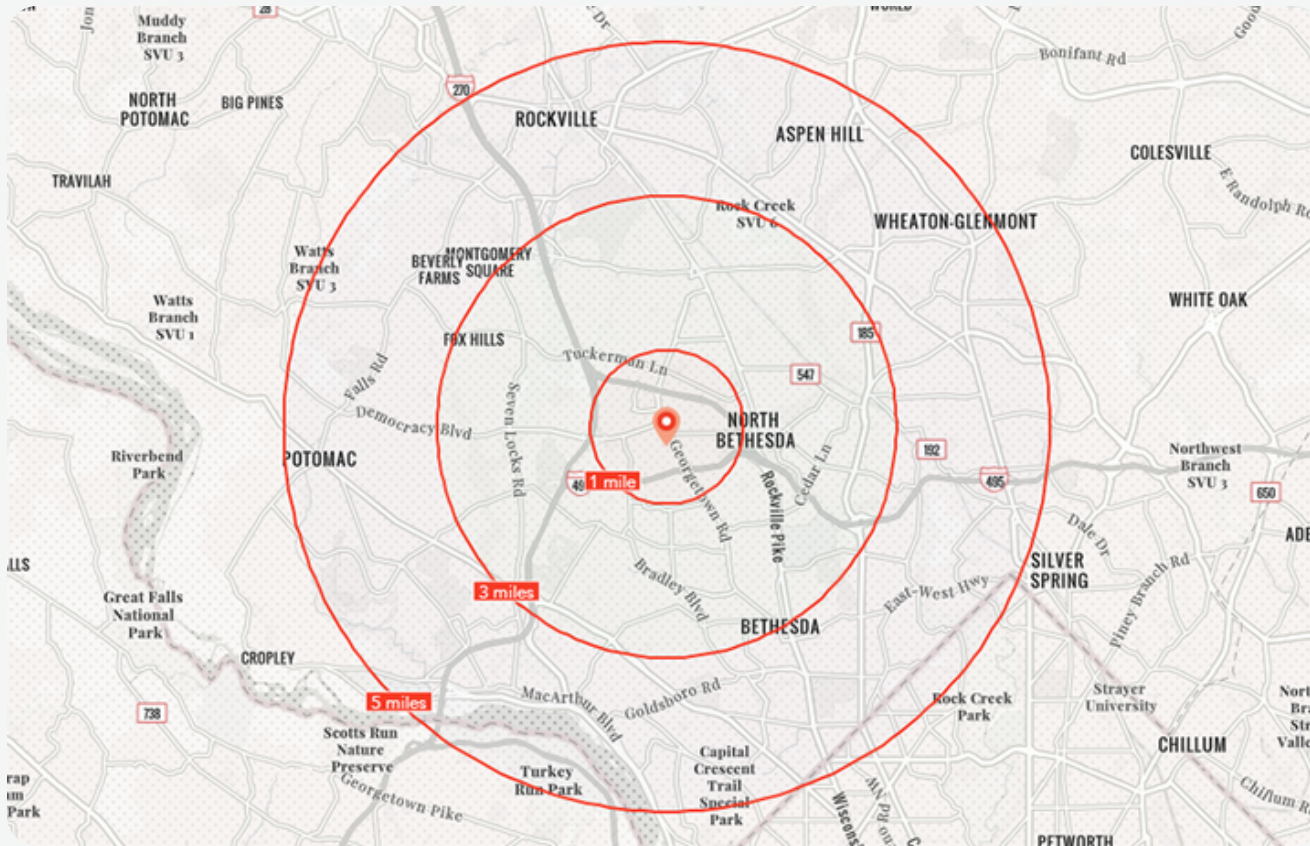 28
Dr
Muddy
Branch
SVU 3
Bonifant Rd
270
NORTH
POTOMAC
BIG PINES
ROCKVILLE
ASPEN HILL
COLESVILLE
TRAVILAH
E Randolph Rd
Rock Creek
SVU 6
WHEATON-GLENMONT
Watts
Branch
SVU 3
BEVERLY
FARMS
MONTGOMERY
SQUARE
Watts
Branch
SVU 1
WHITE OAK
FOX HILLS
185
Tuckerman Ln
547
Falls Rd
Seven Locks Rd
Democracy Blvd
NORTH
BETHESDA
Riverbend
Park
POTOMAC
Georgetown Rd
Cedar Ln
192
Northwest
Branch
SVU 3
1 mile
Rockville Pike
495
650
Dale Dr
SILVER
SPRING
Piney Branch Rd
Great Falls
National
Park
3 miles
Bradley Blvd
East-West Hwy
BETHESDA
CROPLEY
5 miles
MacArthur Blvd
Goldsboro Rd
Rock Creek
Park
Strayer
University
738
Scotts Run
Nature
Preserve
CHILLUM
Turkey
Run Park
Capital
Crescent
Trail
Special
Park
Georgetown Pike
Park
PETWORTH